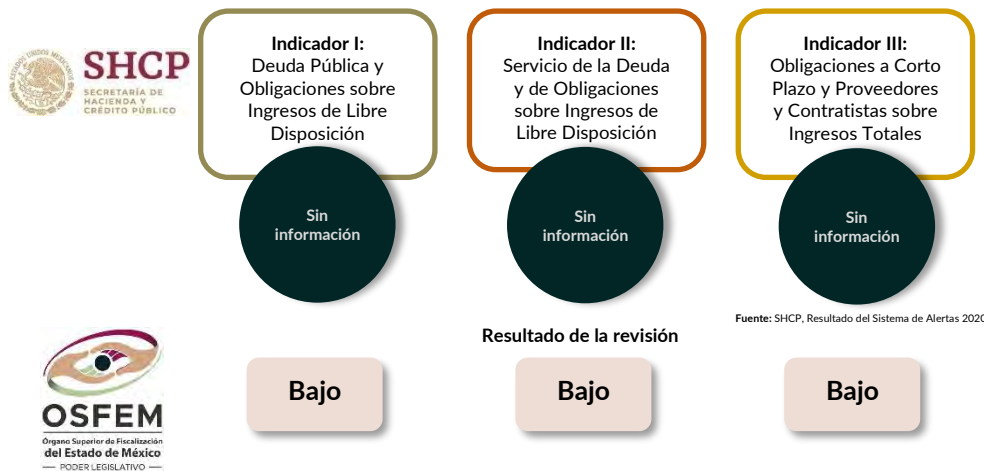 ESTADOS UNIDOS MEXICANOS
SHCP
SECRETARÍA DE
HACIENDA Y
CRÉDITO PÚBLICO
Indicador I:
Deuda Pública y
Obligaciones sobre
Ingresos de Libre
Disposición
Sin
información
Indicador II:
Servicio de la Deuda
y de Obligaciones
sobre Ingresos de
Libre Disposición
Sin
información
Indicador III:
Obligaciones a Corto
Plazo y Proveedores
y Contratistas sobre
Ingresos Totales
Sin
información
Fuente: SHCP, Resultado del Sistema de Alertas 2020
Resultado de la revisión
OSFEM
Órgano Superior de Fiscalización
del Estado de México
PODER LEGISLATIVO
Bajo
Bajo
Bajo